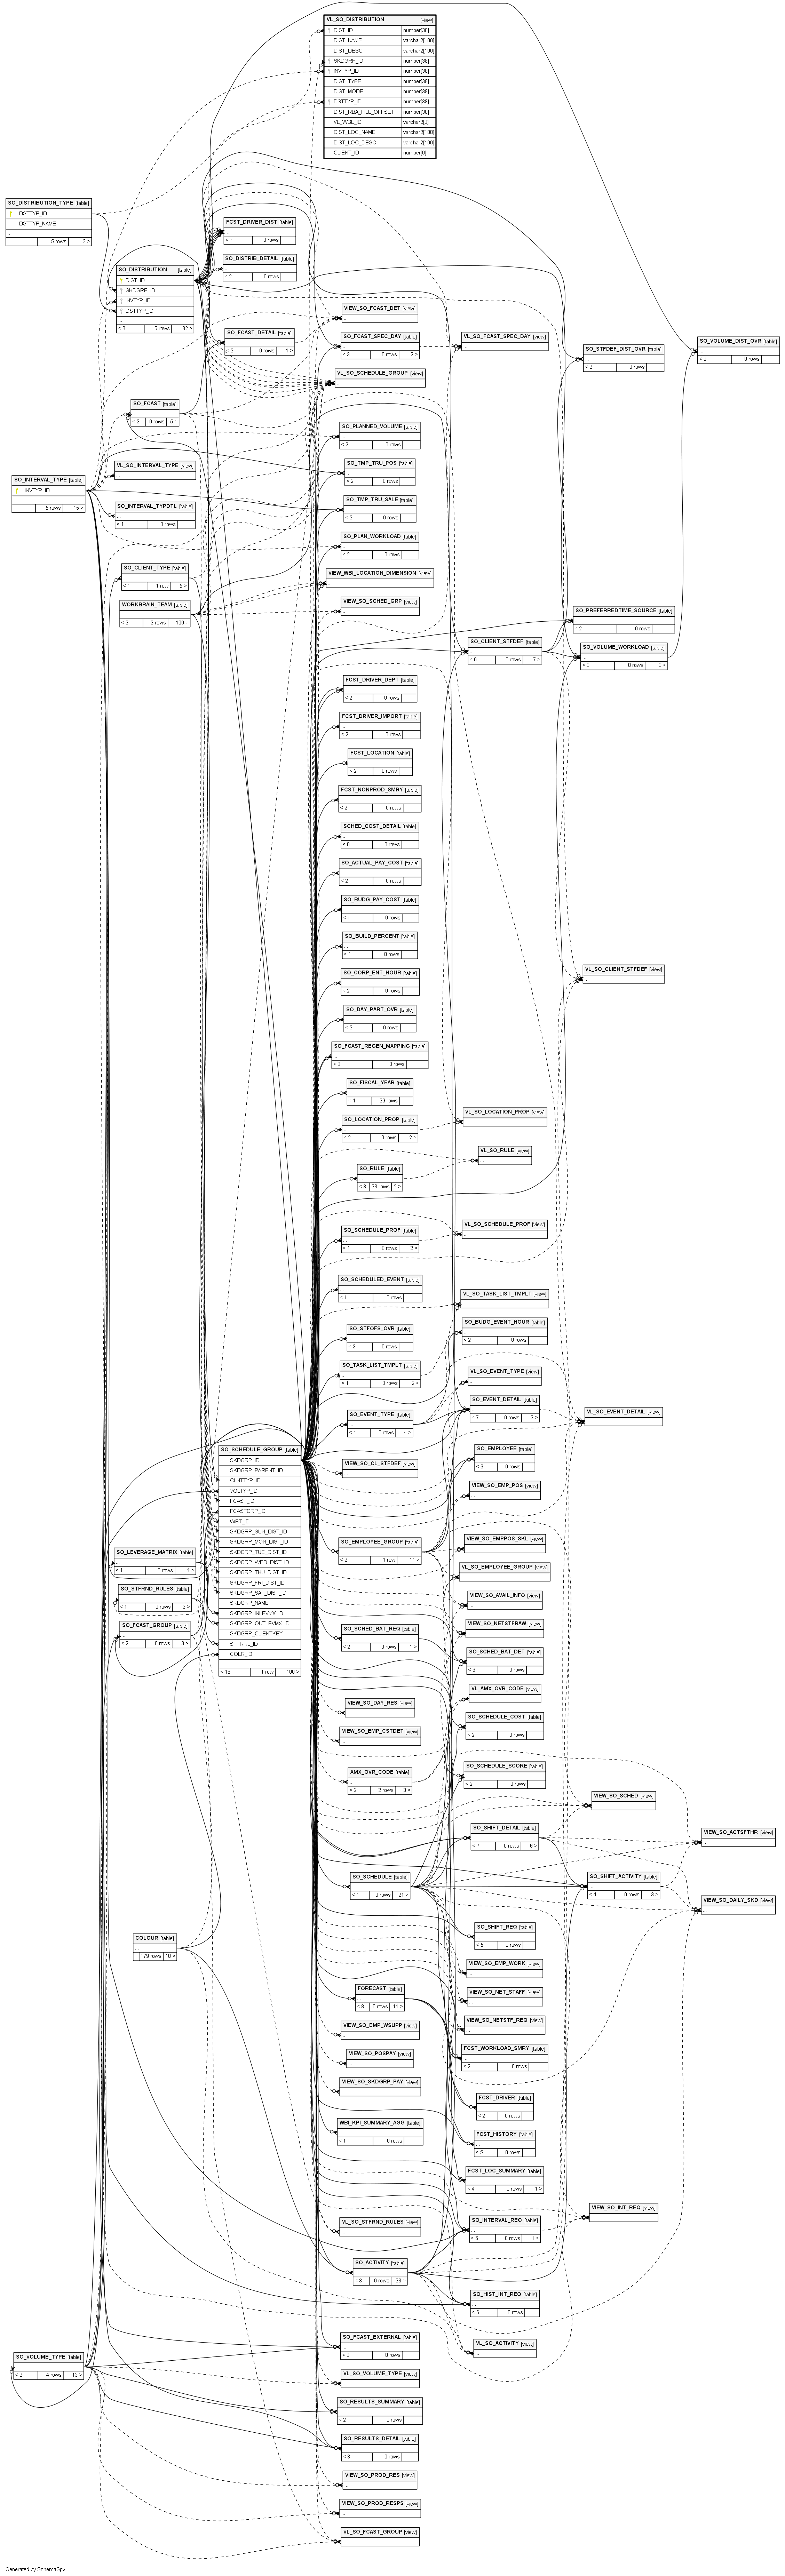 VL_SO_DISTRIBUTION [view]
DIST_ID number[38]
DIST_NAME varchar2[100]
DIST_DESC varchar2[100]
SKDGRP_ID number[38]
INVTYP_ID number[38]
DIST_TYPE number[38]
DIST_MODE number[38]
DSTTYP_ID number[38]
DIST_RBA_FILL_OFFSET number[38]
VL_WBL_ID varchar2[0]
DIST_LOC_NAME varchar2[100]
DIST_LOC_DESC varchar2[100]
CLIENT_ID number[0]
SO_DISTRIBUTION_TYPE [table]
DSTTYP_ID
DSTTYP_NAME
5 rows 2 >
SO_DISTRIBUTION [table]
DIST_ID
SKDGRP_ID
INVTYP_ID
DSTTYP_ID
< 3 5 rows 32 >
SO_FCAST [table]
< 3 0 rows 5 >
SO_INTERVAL_TYPE [table]
INVTYP_ID
5 rows 15 >
VL_SO_INTERVAL_TYPE [view]
SO_INTERVAL_TYPDTL [table]
< 1 0 rows
SO_CLIENT_TYPE [table]
< 1 1 row 5 >
WORKBRAIN_TEAM [table]
< 3 3 rows 109 >
FCST_DRIVER_DIST [table]
< 7 0 rows
SO_DISTRIB_DETAIL [table]
< 2 0 rows
SO_FCAST_DETAIL [table]
< 2 0 rows 1 >
VIEW_SO_FCAST_DET [view]
SO_FCAST_SPEC_DAY [table]
< 3 0 rows 2 >
VL_SO_SCHEDULE_GROUP [view]
VL_SO_FCAST_SPEC_DAY [view]
SO_STFDEF_DIST_OVR [table]
< 2 0 rows
SO_VOLUME_DIST_OVR [table]
< 2 0 rows
SO_PLANNED_VOLUME [table]
< 2 0 rows
SO_TMP_TRU_POS [table]
< 2 0 rows
SO_TMP_TRU_SALE [table]
< 2 0 rows
SO_PLAN_WORKLOAD [table]
< 2 0 rows
VIEW_WBI_LOCATION_DIMENSION [view]
VIEW_SO_SCHED_GRP [view]
SO_CLIENT_STFDEF [table]
< 6 0 rows 7 >
SO_PREFERREDTIME_SOURCE [table]
< 2 0 rows
SO_VOLUME_WORKLOAD [table]
< 3 0 rows 3 >
FCST_DRIVER_DEPT [table]
< 2 0 rows
FCST_DRIVER_IMPORT [table]
< 2 0 rows
FCST_LOCATION [table]
< 2 0 rows
FCST_NONPROD_SMRY [table]
< 2 0 rows
SCHED_COST_DETAIL [table]
< 6 0 rows
SO_ACTUAL_PAY_COST [table]
< 2 0 rows
SO_BUDG_PAY_COST [table]
< 1 0 rows
SO_BUILD_PERCENT [table]
< 1 0 rows
SO_CORP_ENT_HOUR [table]
< 2 0 rows
VL_SO_CLIENT_STFDEF [view]
SO_DAY_PART_OVR [table]
< 2 0 rows
SO_FCAST_REGEN_MAPPING [table]
< 3 0 rows
SO_FISCAL_YEAR [table]
< 1 29 rows
SO_LOCATION_PROP [table]
< 2 0 rows 2 >
VL_SO_LOCATION_PROP [view]
SO_RULE [table]
< 3 33 rows 2 >
VL_SO_RULE [view]
SO_SCHEDULE_PROF [table]
< 1 0 rows 2 >
VL_SO_SCHEDULE_PROF [view]
SO_SCHEDULED_EVENT [table]
< 1 0 rows
VL_SO_TASK_LIST_TMPLT [view]
SO_STFOFS_OVR [table]
< 3 0 rows
SO_BUDG_EVENT_HOUR [table]
< 2 0 rows
SO_TASK_LIST_TMPLT [table]
< 1 0 rows 2 >
VL_SO_EVENT_TYPE [view]
SO_EVENT_TYPE [table]
< 1 0 rows 4 >
SO_EVENT_DETAIL [table]
< 7 0 rows 2 >
VL_SO_EVENT_DETAIL [view]
SO_SCHEDULE_GROUP [table]
SKDGRP_ID
SKDGRP_PARENT_ID
CLNTTYP_ID
VOLTYP_ID
FCAST_ID
FCASTGRP_ID
WBT_ID
SKDGRP_SUN_DIST_ID
SKDGRP_MON_DIST_ID
SKDGRP_TUE_DIST_ID
SKDGRP_WED_DIST_ID
SKDGRP_THU_DIST_ID
SKDGRP_FRI_DIST_ID
SKDGRP_SAT_DIST_ID
SKDGRP_NAME
SKDGRP_INLEVMX_ID
SKDGRP_OUTLEVMX_ID
SKDGRP_CLIENTKEY
STFRRL_ID
COLR_ID
< 16 1 row 100 >
SO_LEVERAGE_MATRIX [table]
< 1 0 rows 4 >
SO_STFRND_RULES [table]
< 1 0 rows 3 >
SO_FCAST_GROUP [table]
< 2 0 rows 3 >
VIEW_SO_CL_STFDEF [view]
SO_EMPLOYEE [table]
< 3 0 rows
VIEW_SO_EMP_POS [view]
SO_EMPLOYEE_GROUP [table]
< 2 1 row 11 >
VIEW_SO_EMPPOS_SKL [view]
VL_SO_EMPLOYEE_GROUP [view]
VIEW_SO_AVAIL_INFO [view]
VIEW_SO_NETSTFRAW [view]
SO_SCHED_BAT_REQ [table]
< 2 0 rows 1 >
SO_SCHED_BAT_DET [table]
< 3 0 rows
VL_AMX_OVR_CODE [view]
VIEW_SO_DAY_RES [view]
SO_SCHEDULE_COST [table]
< 2 0 rows
VIEW_SO_EMP_CSTDET [view]
AMX_OVR_CODE [table]
< 2 2 rows 3 >
SO_SCHEDULE_SCORE [table]
< 2 0 rows
VIEW_SO_SCHED [view]
SO_SHIFT_DETAIL [table]
< 7 0 rows 6 >
VIEW_SO_ACTSFTHR [view]
SO_SCHEDULE [table]
< 1 0 rows 21 >
SO_SHIFT_ACTIVITY [table]
< 4 0 rows 3 >
VIEW_SO_DAILY_SKD [view]
COLOUR [table]
179 rows 18 >
SO_SHIFT_REQ [table]
< 5 0 rows
VIEW_SO_EMP_WORK [view]
FORECAST [table]
< 8 0 rows 11 >
VIEW_SO_NET_STAFF [view]
VIEW_SO_EMP_WSUPP [view]
VIEW_SO_NETSTF_REQ [view]
VIEW_SO_POSPAY [view]
FCST_WORKLOAD_SMRY [table]
< 2 0 rows
VIEW_SO_SKDGRP_PAY [view]
FCST_DRIVER [table]
< 2 0 rows
WBI_KPI_SUMMARY_AGG [table]
< 1 0 rows
FCST_HISTORY [table]
< 5 0 rows
FCST_LOC_SUMMARY [table]
< 4 0 rows 1 >
VL_SO_STFRND_RULES [view]
SO_INTERVAL_REQ [table]
< 6 0 rows 1 >
VIEW_SO_INT_REQ [view]
SO_ACTIVITY [table]
< 3 6 rows 33 >
SO_HIST_INT_REQ [table]
< 6 0 rows
SO_FCAST_EXTERNAL [table]
< 3 0 rows
VL_SO_ACTIVITY [view]
SO_VOLUME_TYPE [table]
< 2 4 rows 13 >
VL_SO_VOLUME_TYPE [view]
SO_RESULTS_SUMMARY [table]
< 2 0 rows
SO_RESULTS_DETAIL [table]
< 3 0 rows
VIEW_SO_PROD_RES [view]
VIEW_SO_PROD_RESPS [view]
VL_SO_FCAST_GROUP [view]
Generated by SchemaSpy